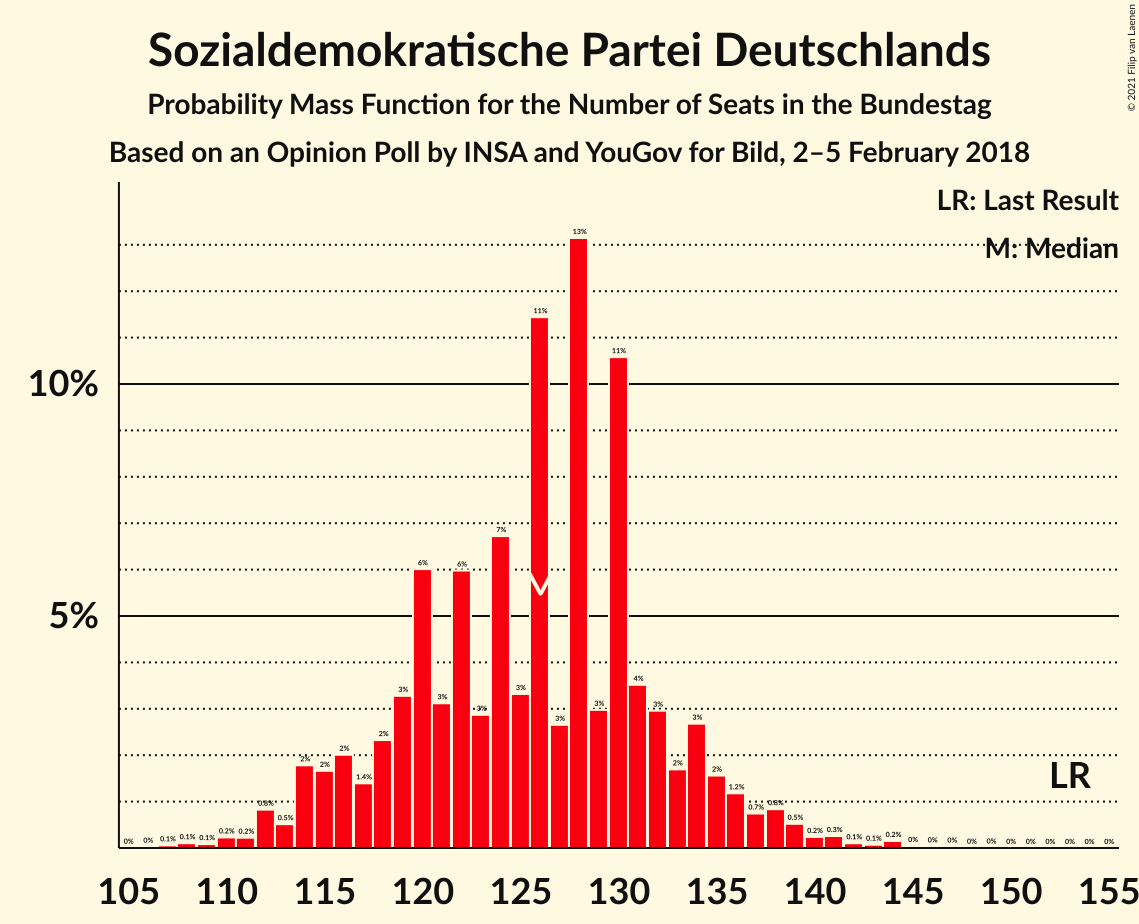 © 2021 Filip van Laenen
Sozialdemokratische Partei Deutschlands
Probability Mass Function for the Number of Seats in the Bundestag
Based on an Opinion Poll by INSA and YouGov for Bild, 2–5 February 2018
LR: Last Result
M: Median
10%
5%
0% 0% 0.1% 0.1% 0.1% 0.2% 0.2% 0.8% 0.5% 2% 2% 2% 1.4% 2% 3% 6% 3% 6% 3% 7% 3% 11% 3% 13% 3% 11% 4% 3% 2% 3% 2% 1.2% 0.7% 0.8% 0.5% 0.2% 0.3% 0.1% 0.1% 0.2% 0% 0% 0% 0% 0% 0% 0% 0% 0% 0% 0%
M
LR
105 110 115 120 125 130 135 140 145 150 155